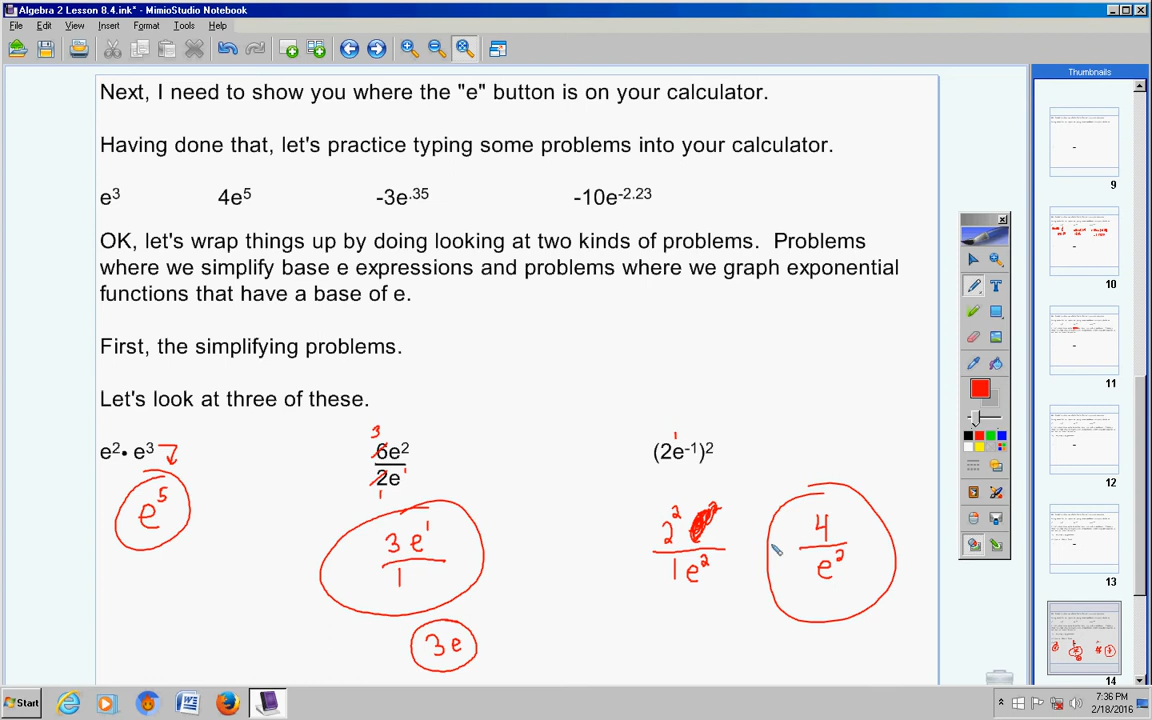 Algebra 2 Lesson 8.4.ink* - MimioStudio Notebook
File Edit View Insert Format Tools Help
Thumbnails
Next, I need to show you where the "e" button is on your calculator.
Having done that, let's practice typing some problems into your calculator.
e³ 4e⁵ -3e^.35 -10e^-2.23
OK, let's wrap things up by doing looking at two kinds of problems. Problems
where we simplify base e expressions and problems where we graph exponential
functions that have a base of e.
First, the simplifying problems.
Let's look at three of these.
3 1
e² • e³ 6e² (2e⁻¹)²
2e¹
1
e⁵ 3e¹ 2² 4
1 1e² e²
3e
9
10
11
12
13
14
Start
7:36 PM
2/18/2016